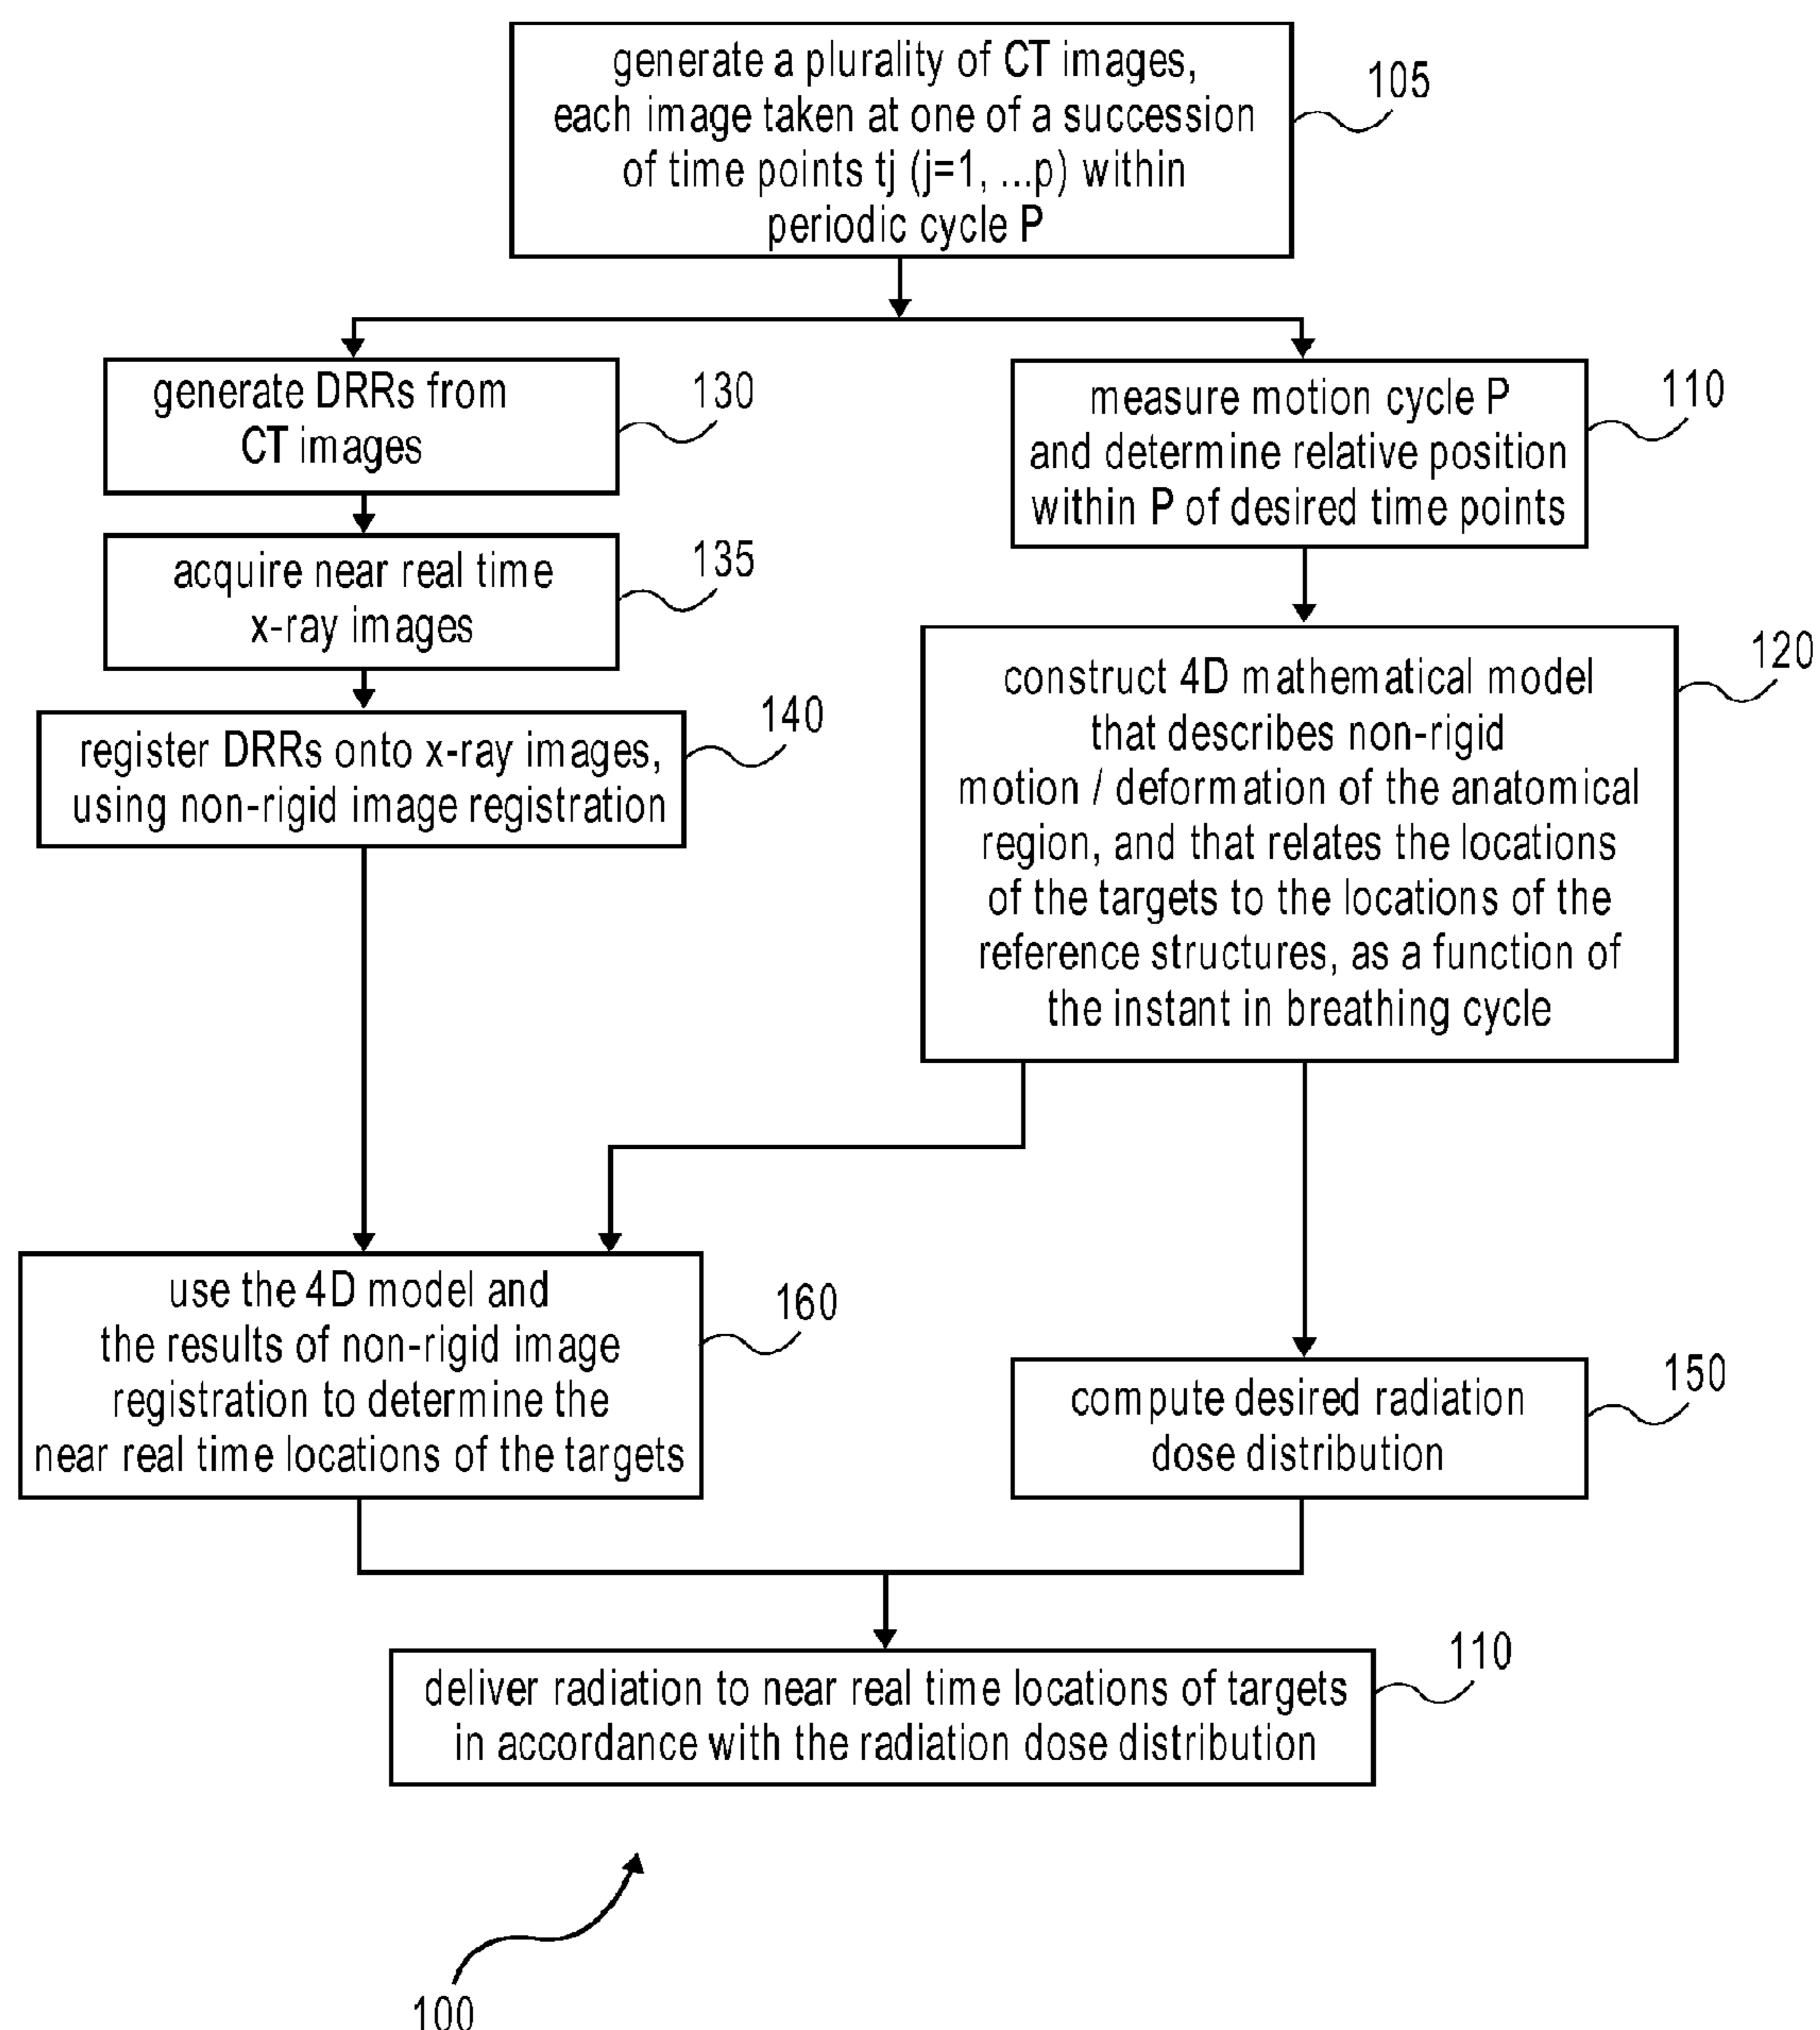 generate a plurality of CT images,
each image taken at one of a succession
of time points tj (j=1, ...p) within
periodic cycle P
105
generate DRRs from
CT images
130
measure motion cycle P
and determine relative position
within P of desired time points
110
acquire near real time
x-ray images
135
register DRRs onto x-ray images,
using non-rigid image registration
140
construct 4D mathematical model
that describes non-rigid
motion / deformation of the anatomical
region, and that relates the locations
of the targets to the locations of the
reference structures, as a function of
the instant in breathing cycle
120
use the 4D model and
the results of non-rigid image
registration to determine the
near real time locations of the targets
160
compute desired radiation
dose distribution
150
deliver radiation to near real time locations of targets
in accordance with the radiation dose distribution
110
100